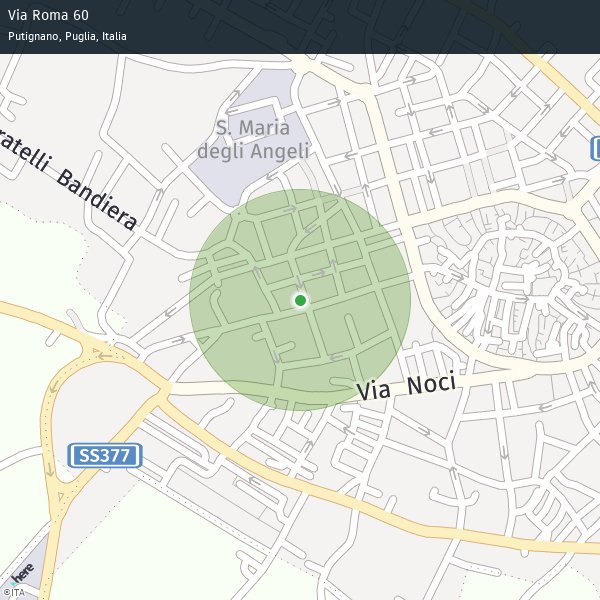 Via Roma 60
Putignano, Puglia, Italia
S. Maria
degli Angeli
ratelli Bandiera
Via Noci
SS377
here
©ITA